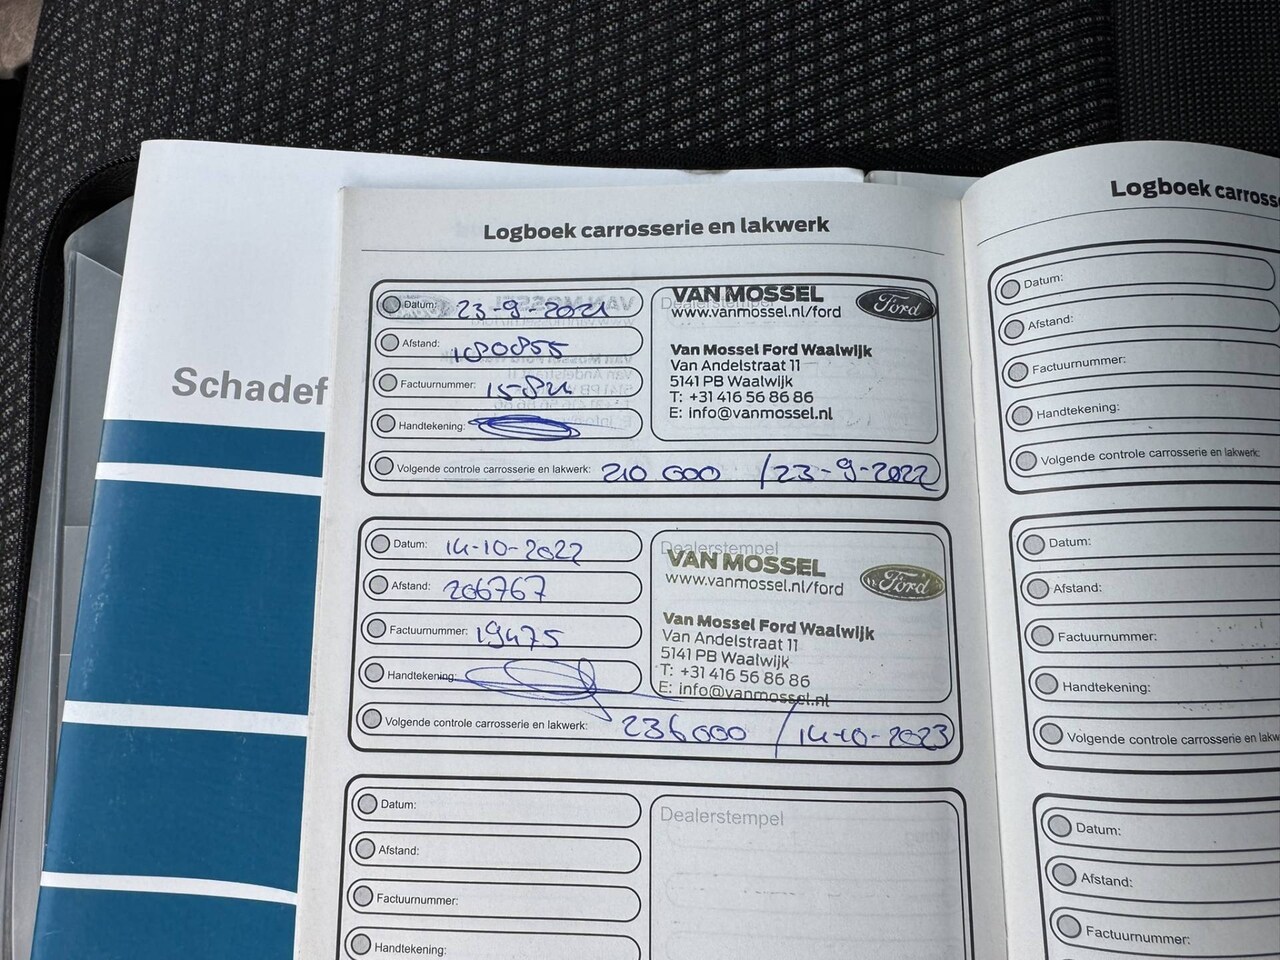 Schadef
Logboek carrosserie en lakwerk
Datum: 23-9-2021
Afstand: 180855
Factuurnummer:
Handtekening:
Dealerstempel
VAN MOSSEL
www.vanmossel.nl/ford
Ford
Van Mossel Ford Waalwijk
Van Andelstraat 11
5141 PB Waalwijk
T: +31 416 56 86 86
E: info@vanmossel.nl
Volgende controle carrosserie en lakwerk: 210 000 / 23-9-2022
Datum: 14-10-2022
Afstand: 206767
Factuurnummer: 19475
Handtekening:
Dealerstempel
VAN MOSSEL
www.vanmossel.nl/ford
Ford
Van Mossel Ford Waalwijk
Van Andelstraat 11
5141 PB Waalwijk
T: +31 416 56 86 86
E: info@vanmossel.nl
Volgende controle carrosserie en lakwerk: 236000 / 14-10-2023
Datum:
Afstand:
Factuurnummer:
Handtekening:
Dealerstempel
Logboek carross
Datum:
Afstand:
Factuurnummer:
Handtekening:
Volgende controle carrosserie en lakwerk:
Datum:
Afstand:
Factuurnummer:
Handtekening:
Volgende controle carrosserie en lakw
Datum:
Afstand:
Factuurnummer: